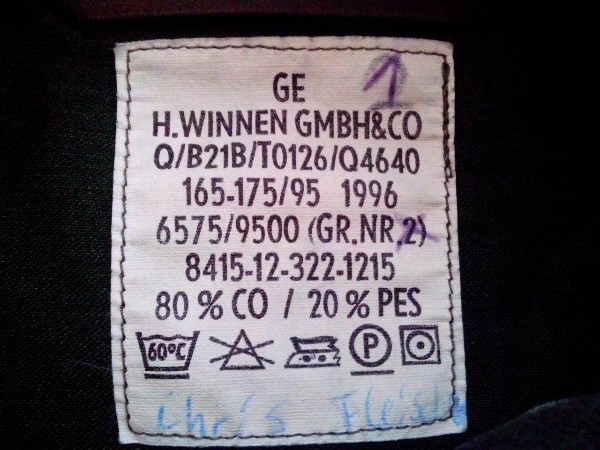 GE 1
H.WINNEN GMBH&CO
Q/B21B/T0126/Q4640
165-175/95 1996
6575/9500 (GR.NR.2)
8415-12-322-1215
80 % CO / 20 % PES
60°C P
Chris